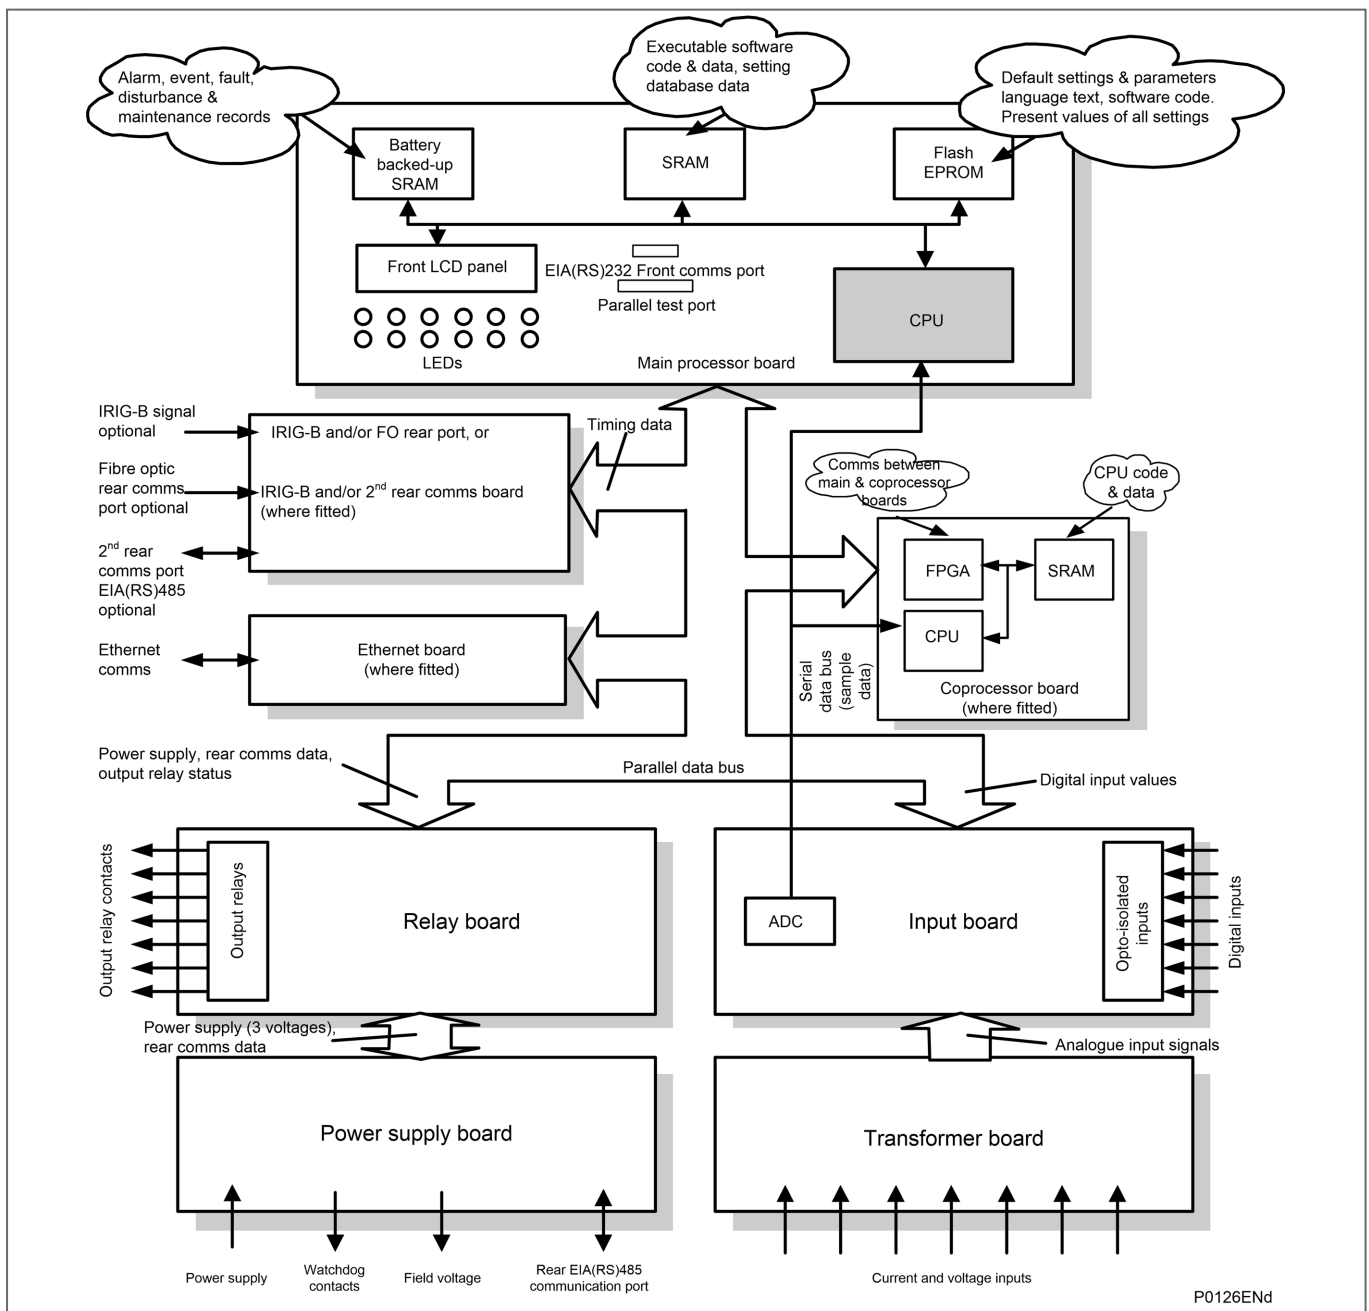 Alarm, event, fault,
disturbance &
maintenance records
Executable software
code & data, setting
database data
Default settings & parameters
language text, software code.
Present values of all settings
Battery
backed-up
SRAM
SRAM
Flash
EPROM
Front LCD panel
EIA(RS)232 Front comms port
Parallel test port
CPU
LEDs
Main processor board
IRIG-B signal
optional
Fibre optic
rear comms
port optional
2nd rear
comms port
EIA(RS)485
optional
IRIG-B and/or FO rear port, or
IRIG-B and/or 2nd rear comms board
(where fitted)
Timing data
Comms between
main & coprocessor
boards
CPU code
& data
FPGA
SRAM
CPU
Coprocessor board
(where fitted)
Serial
data bus
(sample
data)
Ethernet
comms
Ethernet board
(where fitted)
Power supply, rear comms data,
output relay status
Parallel data bus
Digital input values
Output relay contacts
Output relays
Relay board
ADC
Input board
Opto-isolated
inputs
Digital inputs
Power supply (3 voltages),
rear comms data
Analogue input signals
Power supply board
Transformer board
Power supply
Watchdog
contacts
Field voltage
Rear EIA(RS)485
communication port
Current and voltage inputs
P0126ENd